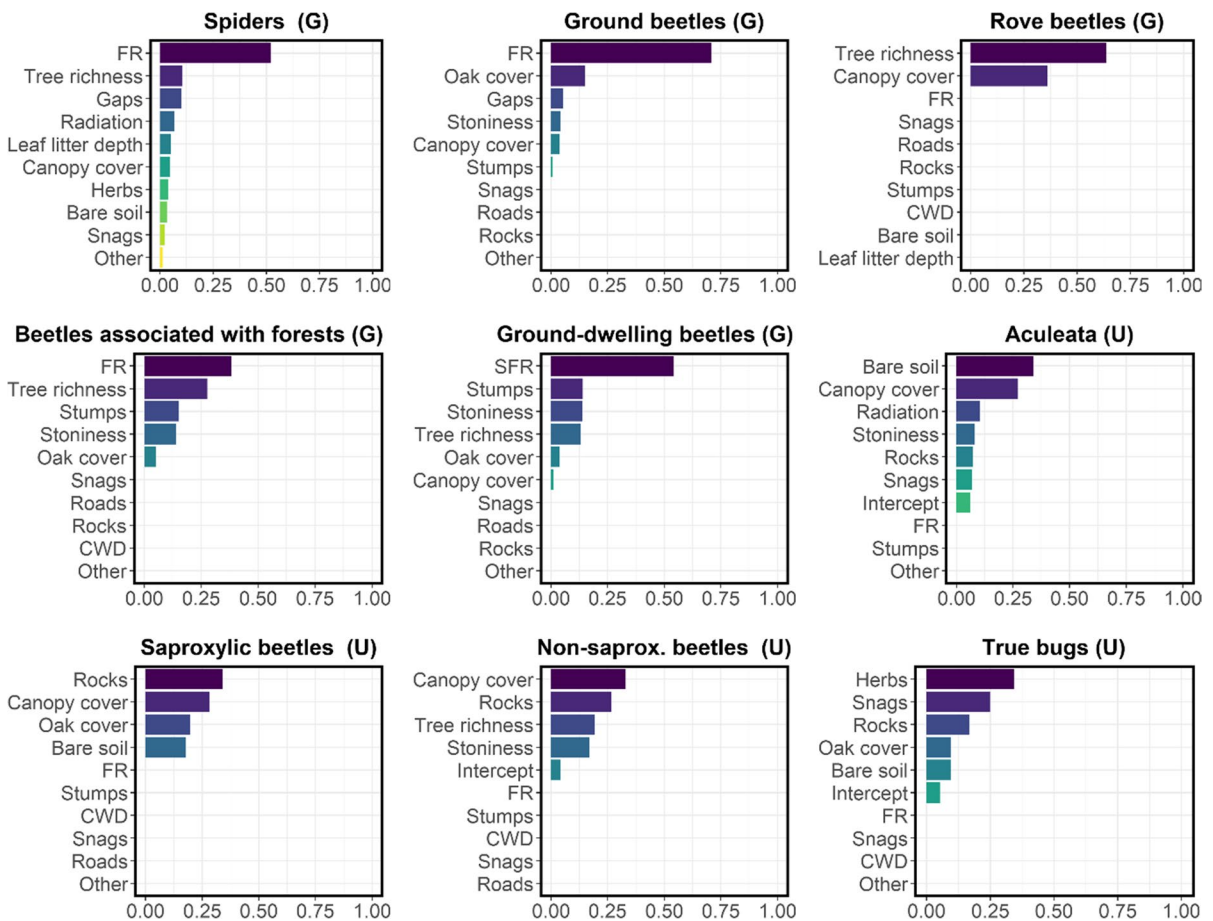 Spiders (G)
FR
Tree richness
Gaps
Radiation
Leaf litter depth
Canopy cover
Herbs
Bare soil
Snags
Other
0.00 0.25 0.50 0.75 1.00
Ground beetles (G)
FR
Oak cover
Gaps
Stoniness
Canopy cover
Stumps
Snags
Roads
Rocks
Other
0.00 0.25 0.50 0.75 1.00
Rove beetles (G)
Tree richness
Canopy cover
FR
Snags
Roads
Rocks
Stumps
CWD
Bare soil
Leaf litter depth
0.00 0.25 0.50 0.75 1.00
Beetles associated with forests (G)
FR
Tree richness
Stumps
Stoniness
Oak cover
Snags
Roads
Rocks
CWD
Other
0.00 0.25 0.50 0.75 1.00
Ground-dwelling beetles (G)
SFR
Stumps
Stoniness
Tree richness
Oak cover
Canopy cover
Snags
Roads
Rocks
Other
0.00 0.25 0.50 0.75 1.00
Aculeata (U)
Bare soil
Canopy cover
Radiation
Stoniness
Rocks
Snags
Intercept
FR
Stumps
Other
0.00 0.25 0.50 0.75 1.00
Saproxylic beetles (U)
Rocks
Canopy cover
Oak cover
Bare soil
FR
Stumps
CWD
Snags
Roads
Other
0.00 0.25 0.50 0.75 1.00
Non-saprox. beetles (U)
Canopy cover
Rocks
Tree richness
Stoniness
Intercept
FR
Stumps
CWD
Snags
Roads
0.00 0.25 0.50 0.75 1.00
True bugs (U)
Herbs
Snags
Rocks
Oak cover
Bare soil
Intercept
FR
Snags
CWD
Other
0.00 0.25 0.50 0.75 1.00